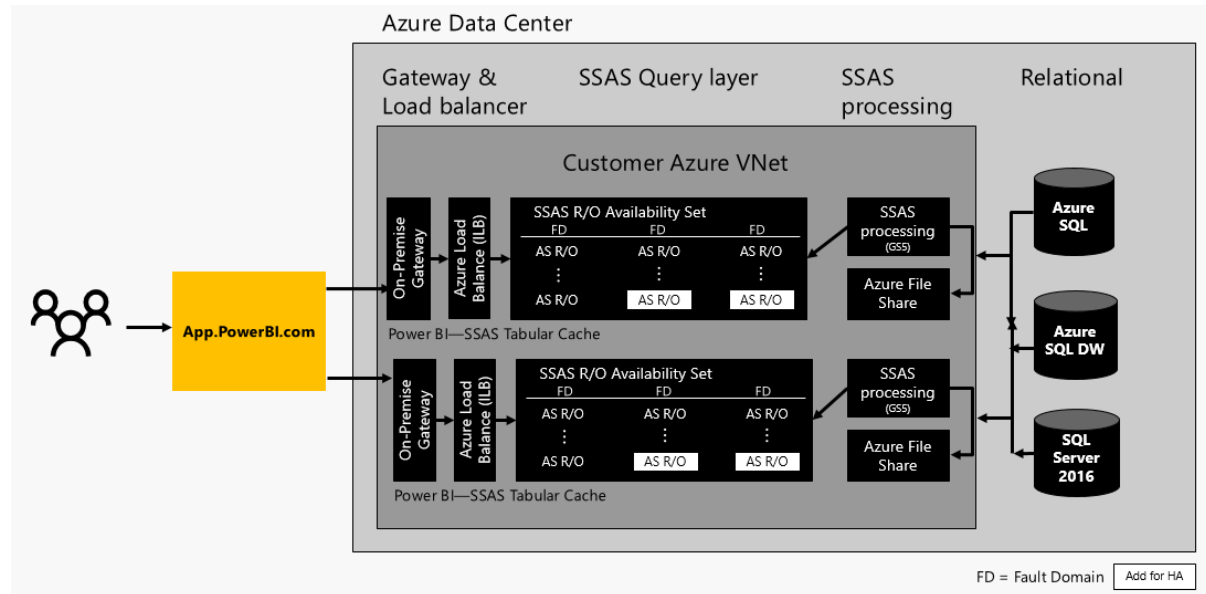 Azure Data Center
Gateway &
Load balancer
SSAS Query layer
SSAS
processing
Relational
Customer Azure VNet
On-Premise
Gateway
Azure Load
Balance (ILB)
SSAS R/O Availability Set
FD FD FD
AS R/O AS R/O AS R/O
⋮ ⋮ ⋮
AS R/O AS R/O AS R/O
SSAS
processing
(GS5)
Azure File
Share
Power BI—SSAS Tabular Cache
On-Premise
Gateway
Azure Load
Balance (ILB)
SSAS R/O Availability Set
FD FD FD
AS R/O AS R/O AS R/O
⋮ ⋮ ⋮
AS R/O AS R/O AS R/O
SSAS
processing
(GS5)
Azure File
Share
Power BI—SSAS Tabular Cache
App.PowerBI.com
Azure
SQL
Azure
SQL DW
SQL
Server
2016
FD = Fault Domain
Add for HA